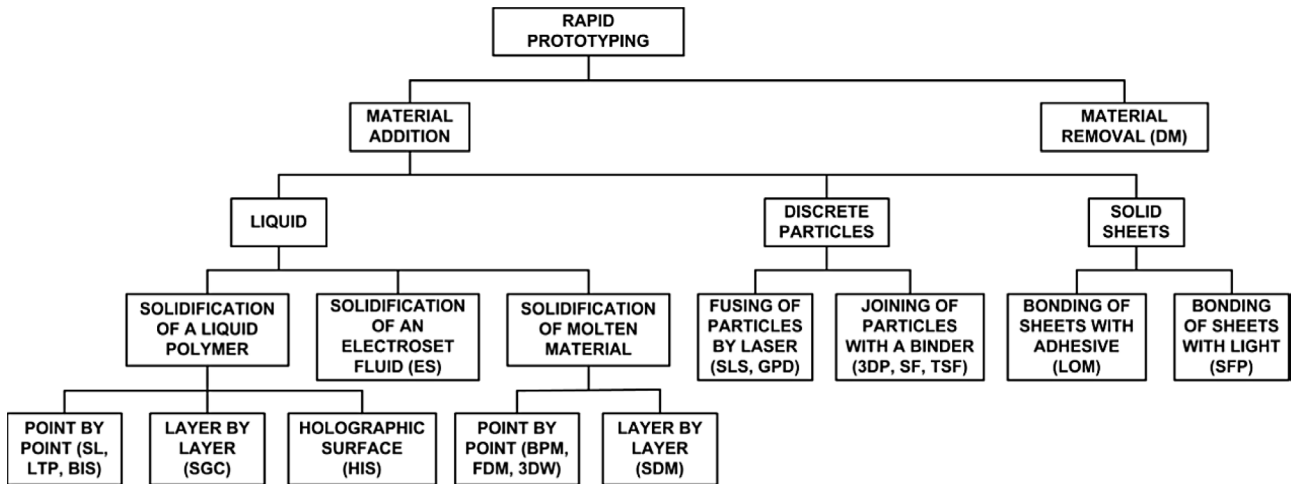 RAPID
PROTOTYPING
MATERIAL
ADDITION
MATERIAL
REMOVAL (DM)
LIQUID
DISCRETE
PARTICLES
SOLID
SHEETS
SOLIDIFICATION
OF A LIQUID
POLYMER
SOLIDIFICATION
OF AN
ELECTROSET
FLUID (ES)
SOLIDIFICATION
OF MOLTEN
MATERIAL
FUSING OF
PARTICLES
BY LASER
(SLS, GPD)
JOINING OF
PARTICLES
WITH A BINDER
(3DP, SF, TSF)
BONDING OF
SHEETS WITH
ADHESIVE
(LOM)
BONDING
OF SHEETS
WITH LIGHT
(SFP)
POINT BY
POINT (SL,
LTP, BIS)
LAYER BY
LAYER
(SGC)
HOLOGRAPHIC
SURFACE
(HIS)
POINT BY
POINT (BPM,
FDM, 3DW)
LAYER BY
LAYER
(SDM)